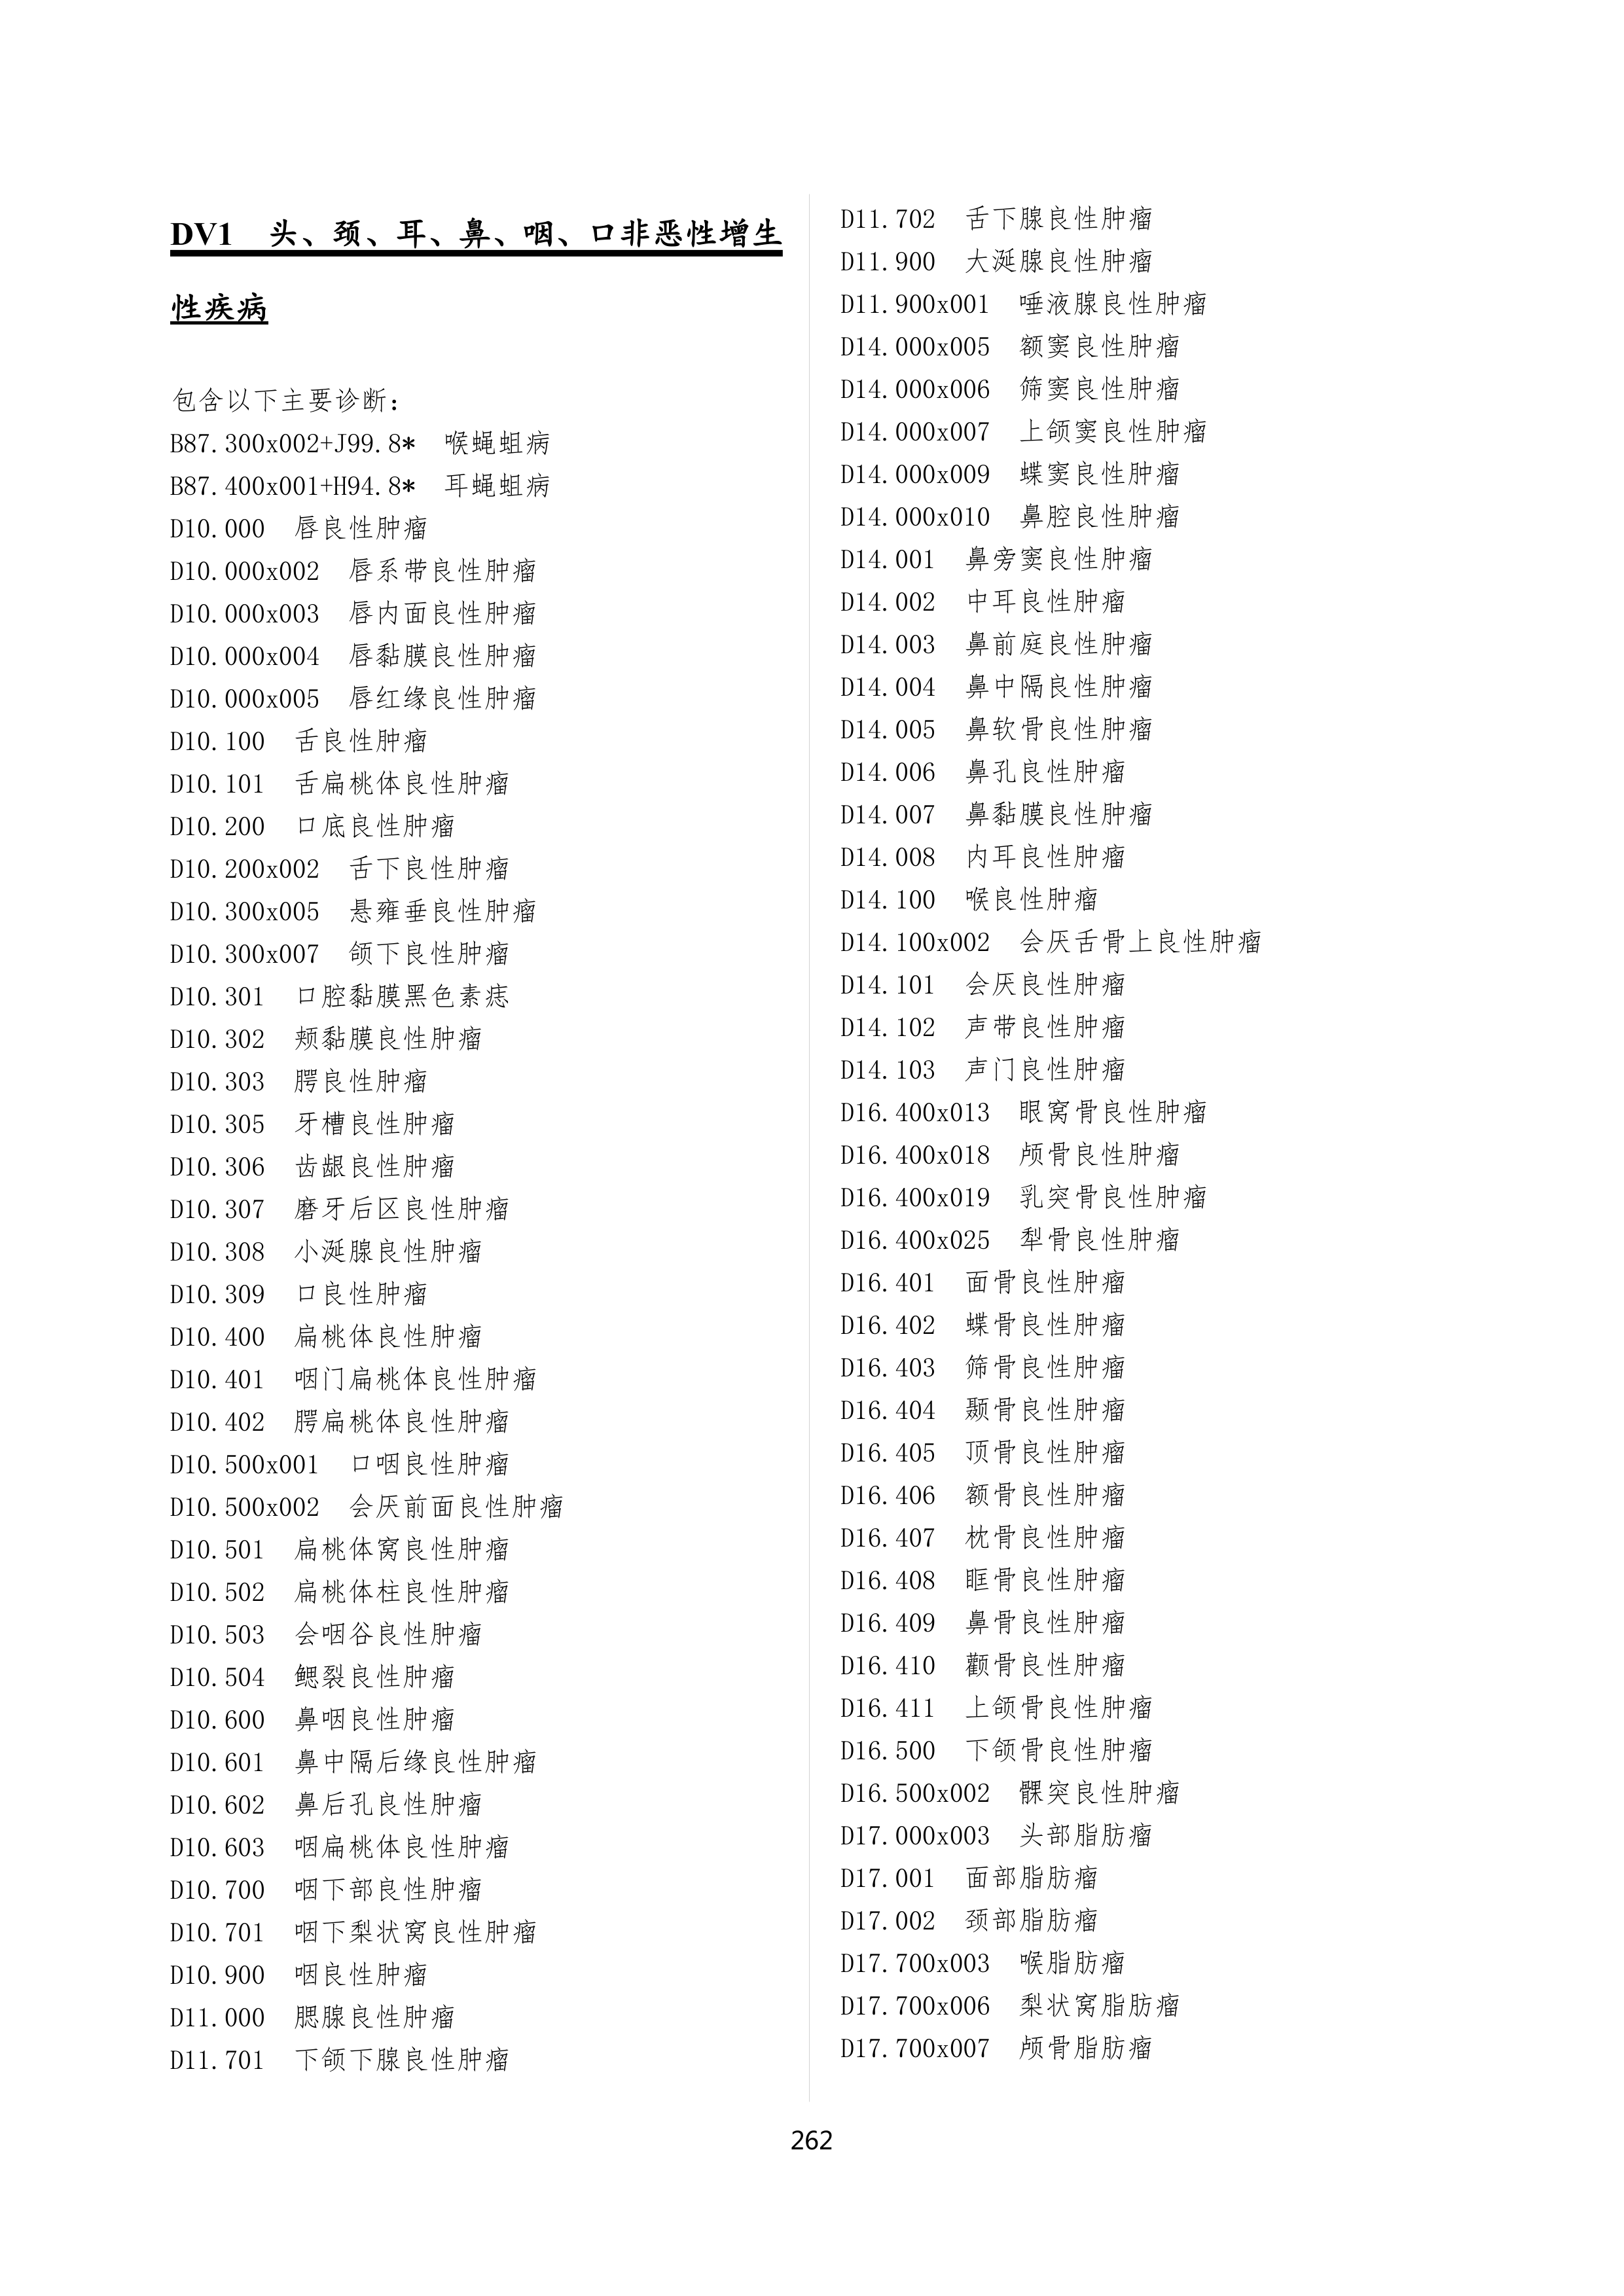 DV1　头、颈、耳、鼻、咽、口非恶性增生
性疾病
包含以下主要诊断：
B87.300x002+J99.8*　喉蝇蛆病
B87.400x001+H94.8*　耳蝇蛆病
D10.000　唇良性肿瘤
D10.000x002　唇系带良性肿瘤
D10.000x003　唇内面良性肿瘤
D10.000x004　唇黏膜良性肿瘤
D10.000x005　唇红缘良性肿瘤
D10.100　舌良性肿瘤
D10.101　舌扁桃体良性肿瘤
D10.200　口底良性肿瘤
D10.200x002　舌下良性肿瘤
D10.300x005　悬雍垂良性肿瘤
D10.300x007　颌下良性肿瘤
D10.301　口腔黏膜黑色素痣
D10.302　颊黏膜良性肿瘤
D10.303　腭良性肿瘤
D10.305　牙槽良性肿瘤
D10.306　齿龈良性肿瘤
D10.307　磨牙后区良性肿瘤
D10.308　小涎腺良性肿瘤
D10.309　口良性肿瘤
D10.400　扁桃体良性肿瘤
D10.401　咽门扁桃体良性肿瘤
D10.402　腭扁桃体良性肿瘤
D10.500x001　口咽良性肿瘤
D10.500x002　会厌前面良性肿瘤
D10.501　扁桃体窝良性肿瘤
D10.502　扁桃体柱良性肿瘤
D10.503　会咽谷良性肿瘤
D10.504　鳃裂良性肿瘤
D10.600　鼻咽良性肿瘤
D10.601　鼻中隔后缘良性肿瘤
D10.602　鼻后孔良性肿瘤
D10.603　咽扁桃体良性肿瘤
D10.700　咽下部良性肿瘤
D10.701　咽下梨状窝良性肿瘤
D10.900　咽良性肿瘤
D11.000　腮腺良性肿瘤
D11.701　下颌下腺良性肿瘤
D11.702　舌下腺良性肿瘤
D11.900　大涎腺良性肿瘤
D11.900x001　唾液腺良性肿瘤
D14.000x005　额窦良性肿瘤
D14.000x006　筛窦良性肿瘤
D14.000x007　上颌窦良性肿瘤
D14.000x009　蝶窦良性肿瘤
D14.000x010　鼻腔良性肿瘤
D14.001　鼻旁窦良性肿瘤
D14.002　中耳良性肿瘤
D14.003　鼻前庭良性肿瘤
D14.004　鼻中隔良性肿瘤
D14.005　鼻软骨良性肿瘤
D14.006　鼻孔良性肿瘤
D14.007　鼻黏膜良性肿瘤
D14.008　内耳良性肿瘤
D14.100　喉良性肿瘤
D14.100x002　会厌舌骨上良性肿瘤
D14.101　会厌良性肿瘤
D14.102　声带良性肿瘤
D14.103　声门良性肿瘤
D16.400x013　眼窝骨良性肿瘤
D16.400x018　颅骨良性肿瘤
D16.400x019　乳突骨良性肿瘤
D16.400x025　犁骨良性肿瘤
D16.401　面骨良性肿瘤
D16.402　蝶骨良性肿瘤
D16.403　筛骨良性肿瘤
D16.404　颞骨良性肿瘤
D16.405　顶骨良性肿瘤
D16.406　额骨良性肿瘤
D16.407　枕骨良性肿瘤
D16.408　眶骨良性肿瘤
D16.409　鼻骨良性肿瘤
D16.410　颧骨良性肿瘤
D16.411　上颌骨良性肿瘤
D16.500　下颌骨良性肿瘤
D16.500x002　髁突良性肿瘤
D17.000x003　头部脂肪瘤
D17.001　面部脂肪瘤
D17.002　颈部脂肪瘤
D17.700x003　喉脂肪瘤
D17.700x006　梨状窝脂肪瘤
D17.700x007　颅骨脂肪瘤
262